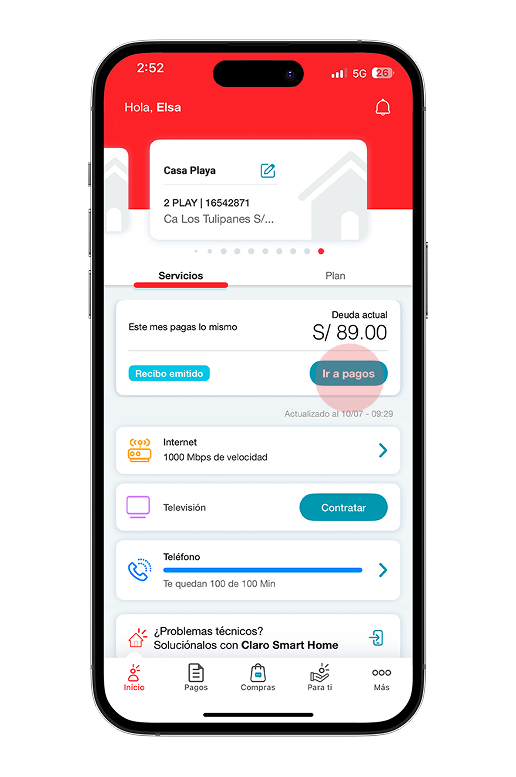 2:52
5G 26
Hola, Elsa
Casa Playa
2 PLAY | 16542871
Ca Los Tulipanes S/...
Servicios
Plan
Deuda actual
Este mes pagas lo mismo
S/ 89.00
Recibo emitido
Ir a pagos
Actualizado al 10/07 - 09:29
Internet
1000 Mbps de velocidad
Televisión
Contratar
Teléfono
Te quedan 100 de 100 Min
¿Problemas técnicos?
Soluciónalos con Claro Smart Home
Inicio
Pagos
Compras
Para ti
Más